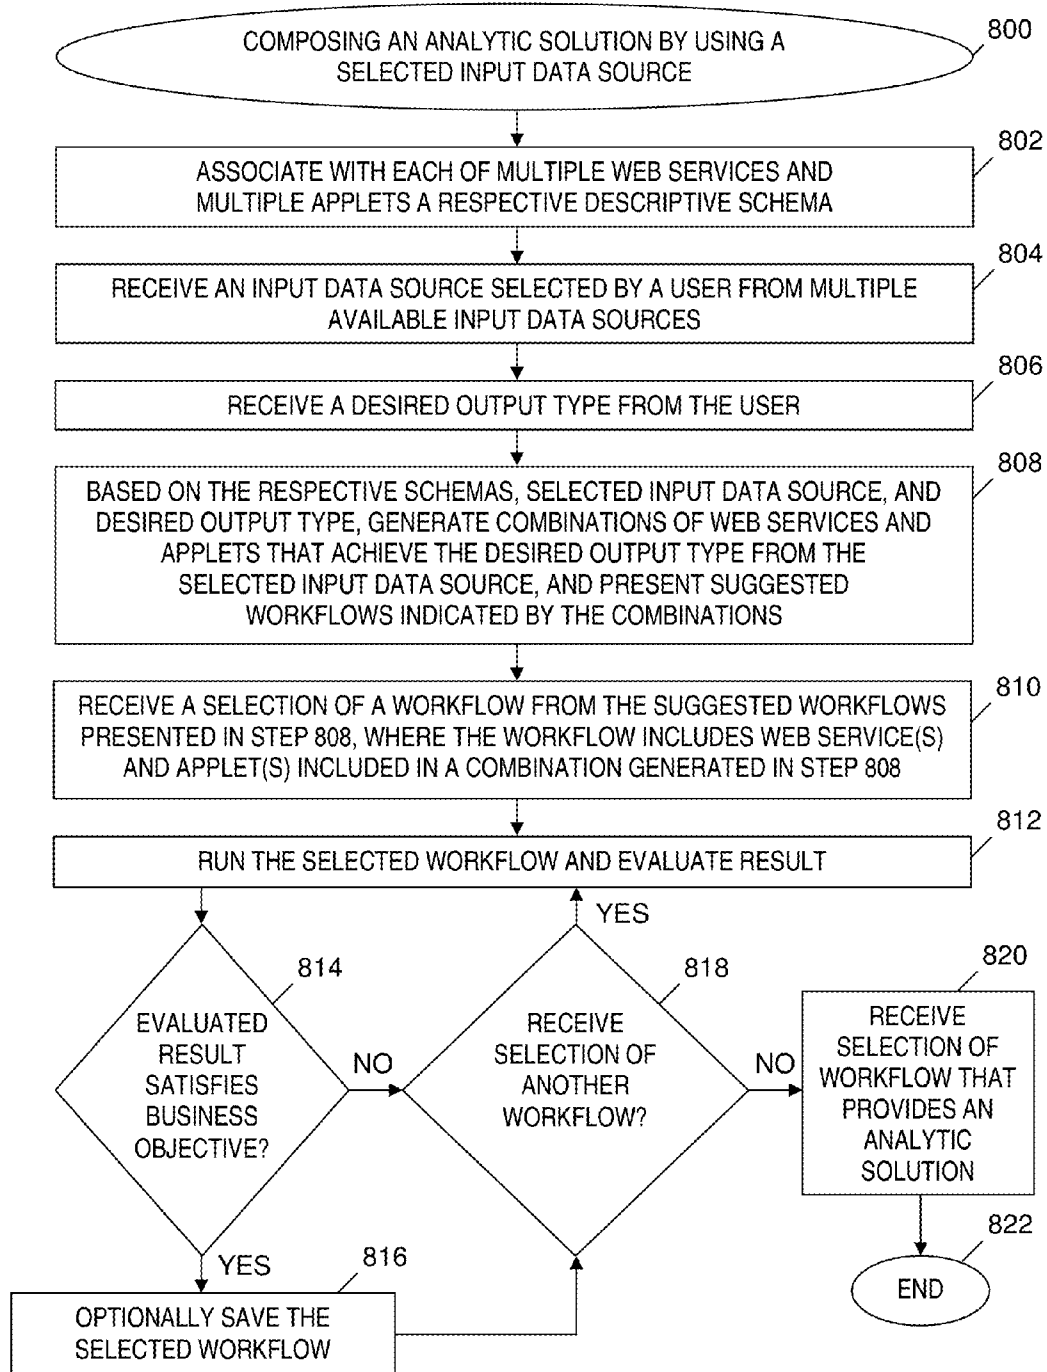 COMPOSING AN ANALYTIC SOLUTION BY USING A
SELECTED INPUT DATA SOURCE
800
802
ASSOCIATE WITH EACH OF MULTIPLE WEB SERVICES AND
MULTIPLE APPLETS A RESPECTIVE DESCRIPTIVE SCHEMA
804
RECEIVE AN INPUT DATA SOURCE SELECTED BY A USER FROM MULTIPLE
AVAILABLE INPUT DATA SOURCES
806
RECEIVE A DESIRED OUTPUT TYPE FROM THE USER
808
BASED ON THE RESPECTIVE SCHEMAS, SELECTED INPUT DATA SOURCE, AND
DESIRED OUTPUT TYPE, GENERATE COMBINATIONS OF WEB SERVICES AND
APPLETS THAT ACHIEVE THE DESIRED OUTPUT TYPE FROM THE
SELECTED INPUT DATA SOURCE, AND PRESENT SUGGESTED
WORKFLOWS INDICATED BY THE COMBINATIONS
810
RECEIVE A SELECTION OF A WORKFLOW FROM THE SUGGESTED WORKFLOWS
PRESENTED IN STEP 808, WHERE THE WORKFLOW INCLUDES WEB SERVICE(S)
AND APPLET(S) INCLUDED IN A COMBINATION GENERATED IN STEP 808
812
RUN THE SELECTED WORKFLOW AND EVALUATE RESULT
814
EVALUATED
RESULT
SATISFIES
BUSINESS
OBJECTIVE?
NO
YES
816
OPTIONALLY SAVE THE
SELECTED WORKFLOW
YES
818
RECEIVE
SELECTION OF
ANOTHER
WORKFLOW?
NO
820
RECEIVE
SELECTION OF
WORKFLOW THAT
PROVIDES AN
ANALYTIC
SOLUTION
822
END